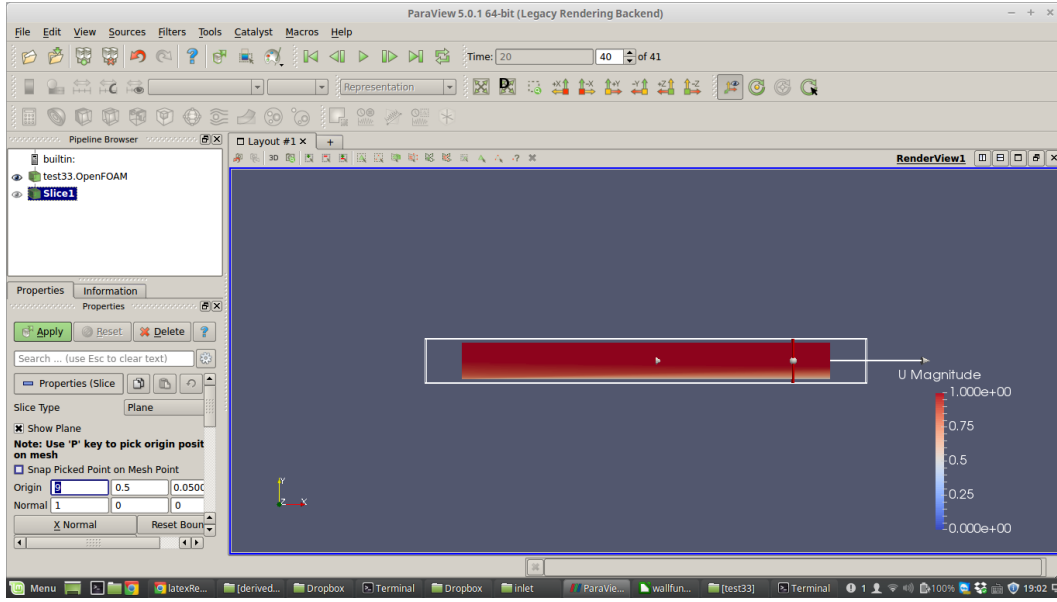 ParaView 5.0.1 64-bit (Legacy Rendering Backend)
File Edit View Sources Filters Tools Catalyst Macros Help
Time: 20 40 of 41
Representation
Pipeline Browser
Layout #1 × +
3D
RenderView1
builtin:
test33.OpenFOAM
Slice1
Properties Information
Properties
Apply Reset Delete ?
Search ... (use Esc to clear text)
Properties (Slice
Slice Type Plane
Show Plane
Note: Use 'P' key to pick origin posit
on mesh
Snap Picked Point on Mesh Point
Origin 9 0.5 0.0500
Normal 1 0 0
X Normal Reset Boun
U Magnitude
1.000e+00
0.75
0.5
0.25
0.000e+00
Y
Z X
Menu latexRe... [derived... Dropbox Terminal Dropbox inlet ParaVie... wallfun... [test33] Terminal 1 100% 19:02